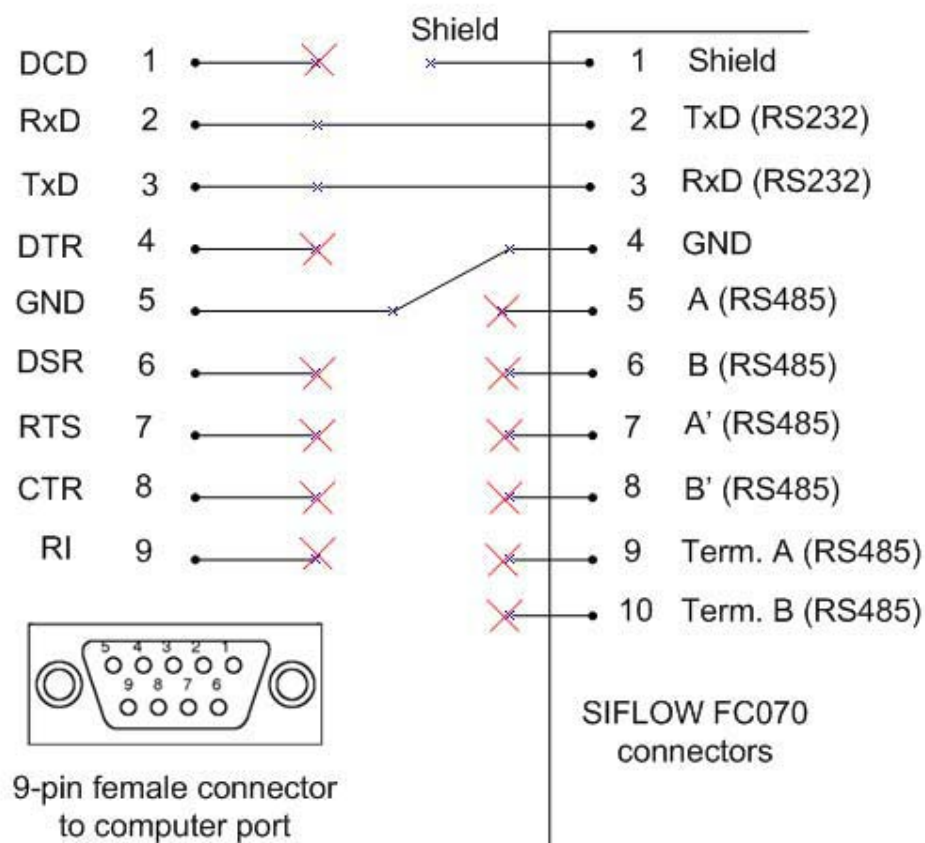 Shield
DCD 1 1 Shield
RxD 2 2 TxD (RS232)
TxD 3 3 RxD (RS232)
DTR 4 4 GND
GND 5 5 A (RS485)
DSR 6 6 B (RS485)
RTS 7 7 A’ (RS485)
CTR 8 8 B’ (RS485)
RI 9 9 Term. A (RS485)
10 Term. B (RS485)
5 4 3 2 1
9 8 7 6
SIFLOW FC070
connectors
9-pin female connector
to computer port